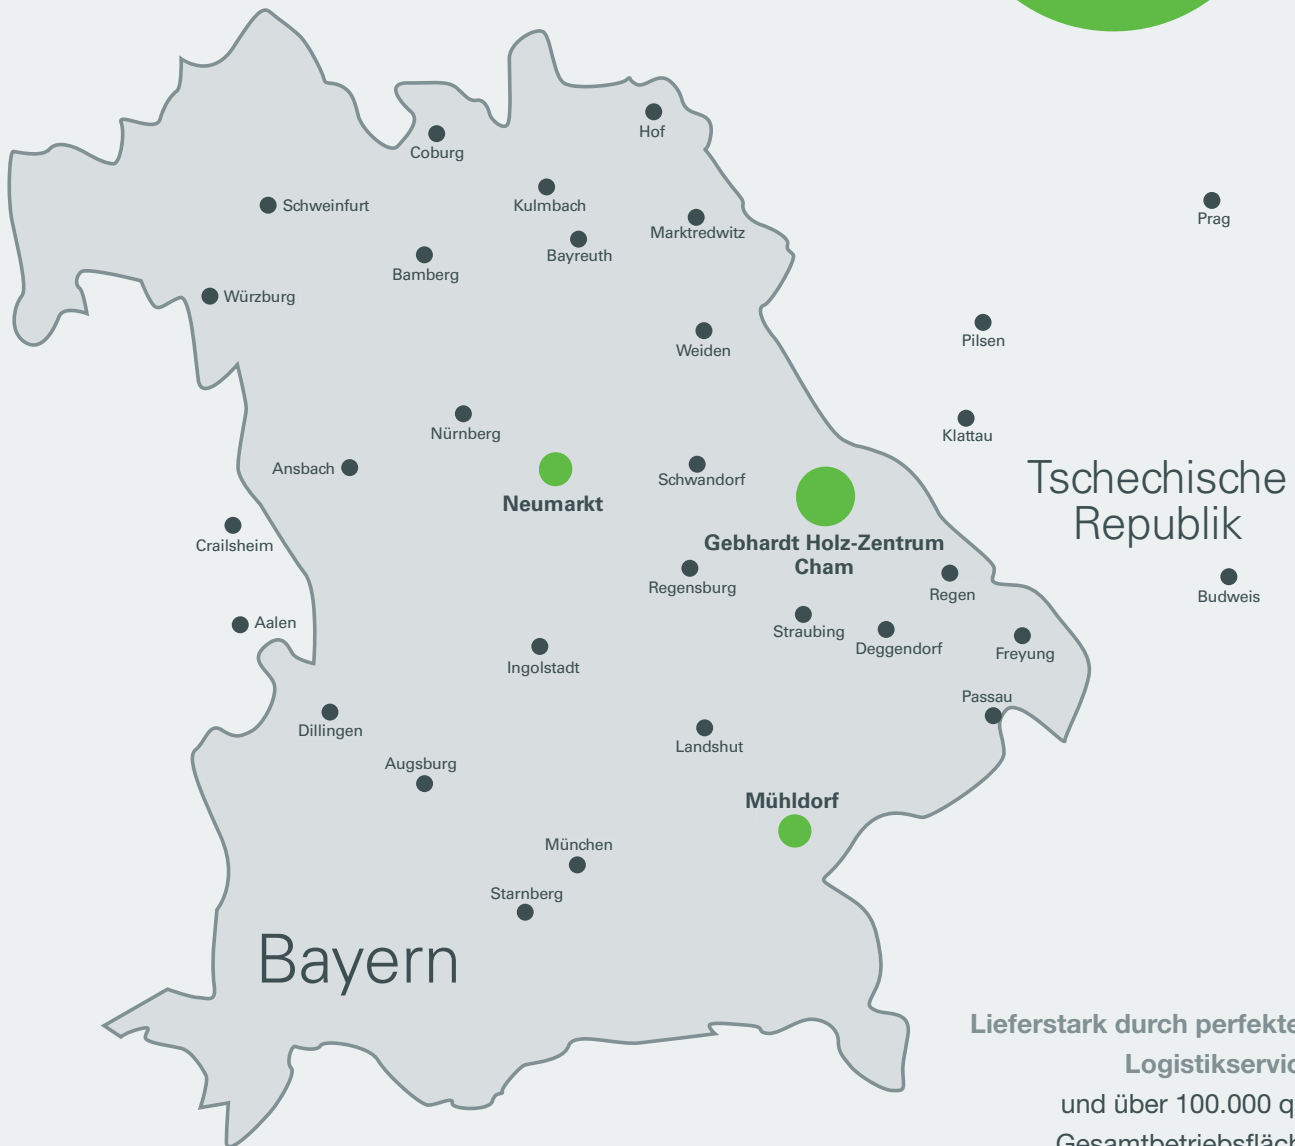 Hof
Coburg
Schweinfurt
Kulmbach
Prag
Marktredwitz
Bayreuth
Bamberg
Würzburg
Pilsen
Weiden
Nürnberg
Klattau
Ansbach
Schwandorf
Tschechische
Republik
Neumarkt
Gebhardt Holz-Zentrum
Cham
Crailsheim
Regensburg
Regen
Budweis
Aalen
Straubing
Deggendorf
Freyung
Ingolstadt
Passau
Dillingen
Landshut
Augsburg
Mühldorf
München
Starnberg
Bayern
Lieferstark durch perfekte
Logistikservic
und über 100.000 q
Gesamtbetriebsfläch